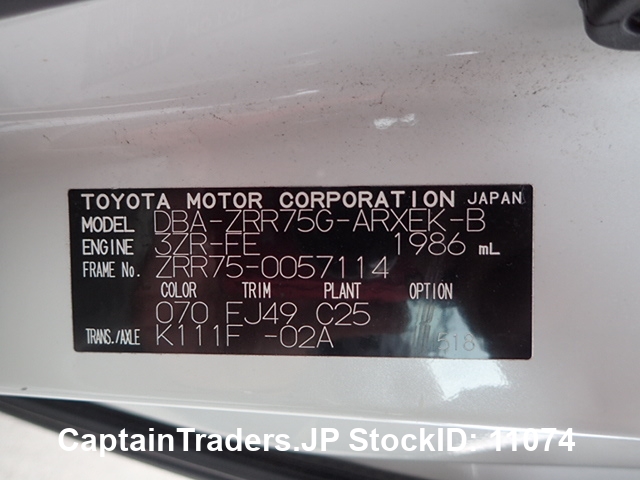 TOYOTA MOTOR CORPORATION JAPAN
MODEL DBA-ZRR75G-ARXEK-B
ENGINE 3ZR-FE 1986 mL
FRAME No. ZRR75-0057114
COLOR TRIM PLANT OPTION
070 FJ49 C25
TRANS./AXLE K111F -02A
518
CaptainTraders.JP StockID: 11074